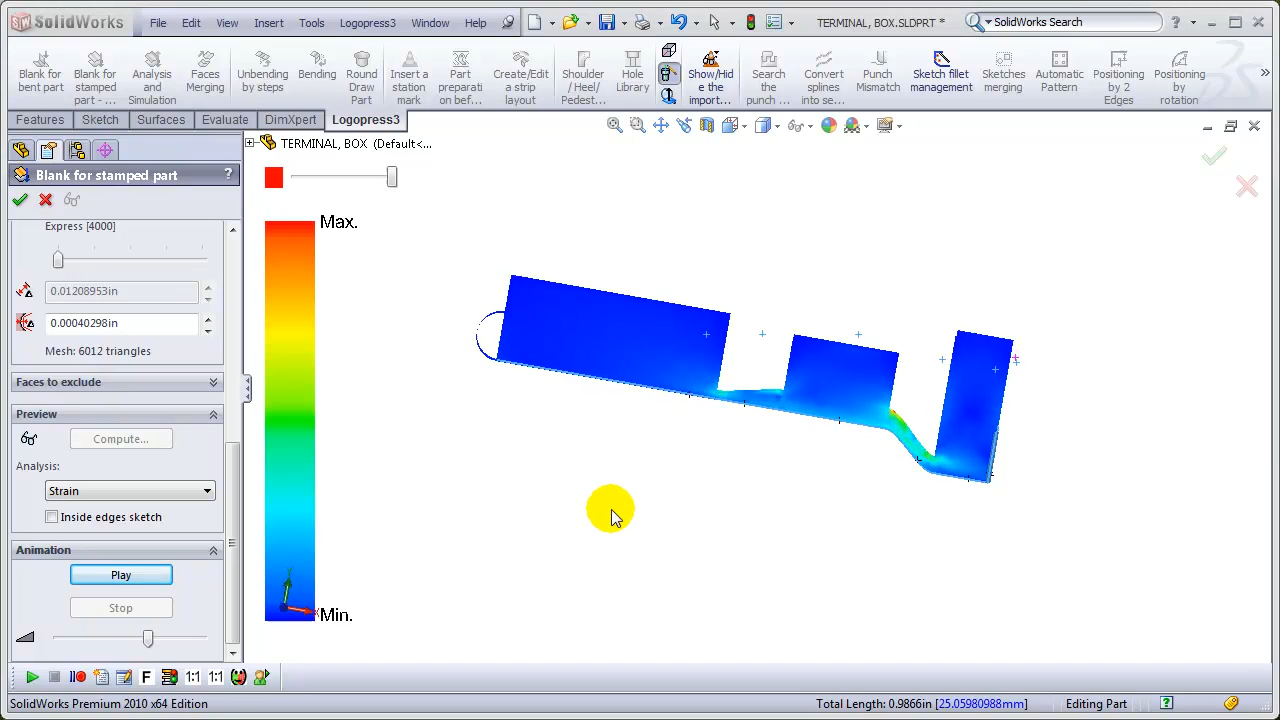 SolidWorks File Edit View Insert Tools Logopress3 Window Help TERMINAL, BOX.SLDPRT * SolidWorks Search
Blank for bent part
Blank for stamped part - ...
Analysis and Simulation
Faces Merging
Unbending by steps
Bending
Round Draw Part
Insert a station mark
Part preparati on bef...
Create/Edit a strip layout
Shoulder / Heel / Pedest...
Hole Library
Show/Hid e the import...
Search the punch ...
Convert splines into se...
Punch Mismatch
Sketch fillet management
Sketches merging
Automatic Pattern
Positioning by 2 Edges
Positioning by rotation
Features Sketch Surfaces Evaluate DimXpert Logopress3
TERMINAL, BOX (Default<...
Blank for stamped part ?
Express [4000]
0.01208953in
0.00040298in
Mesh: 6012 triangles
Faces to exclude
Preview
Compute...
Analysis:
Strain
Inside edges sketch
Animation
Play
Stop
Max.
Min.
F 1:1 1:1
SolidWorks Premium 2010 x64 Edition Total Length: 0.9866in [25.05980988mm] Editing Part